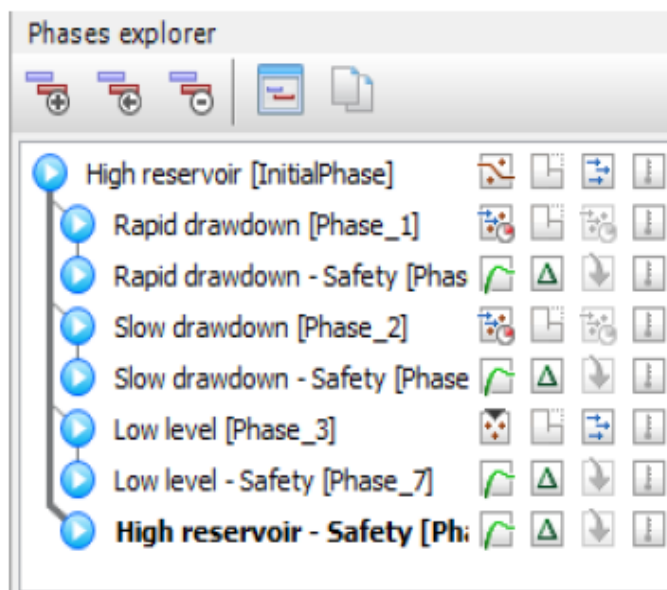 Phases explorer
High reservoir [InitialPhase]
Rapid drawdown [Phase_1]
Rapid drawdown - Safety [Phas
Slow drawdown [Phase_2]
Slow drawdown - Safety [Phase
Low level [Phase_3]
Low level - Safety [Phase_7]
High reservoir - Safety [Pha